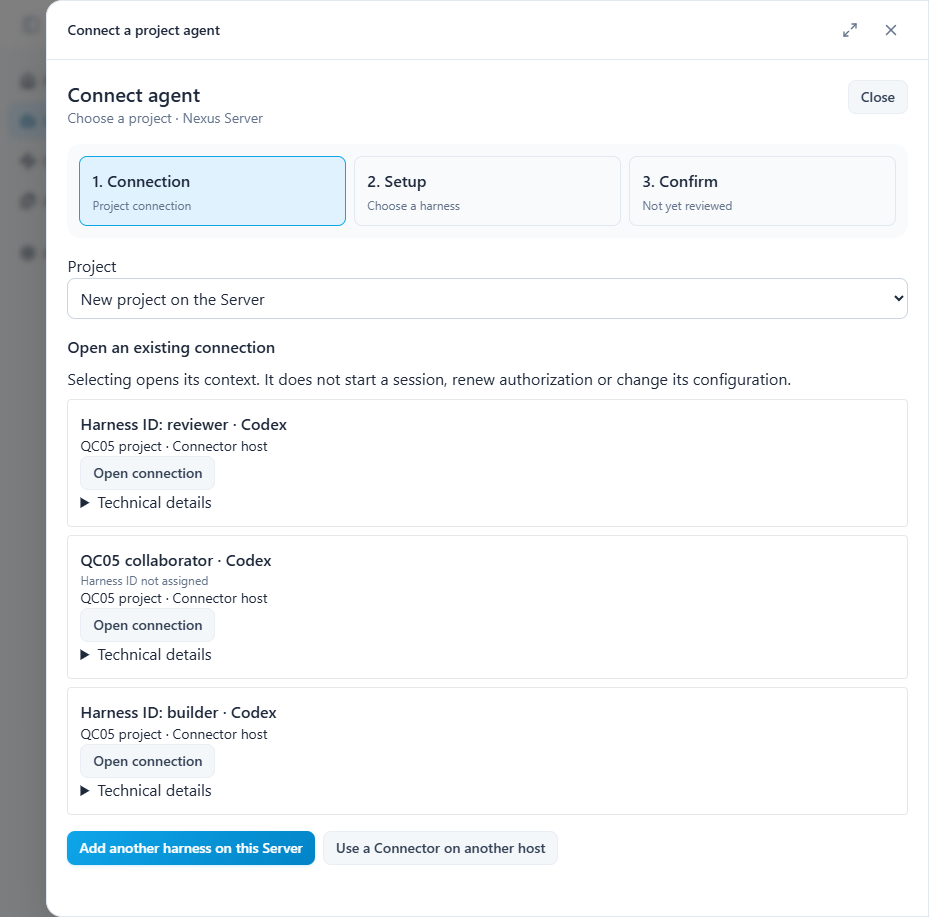 Connect a project agent
Connect agent
Close
Choose a project · Nexus Server
1. Connection
Project connection
2. Setup
Choose a harness
3. Confirm
Not yet reviewed
Project
New project on the Server
Open an existing connection
Selecting opens its context. It does not start a session, renew authorization or change its configuration.
Harness ID: reviewer · Codex
QC05 project · Connector host
Open connection
Technical details
QC05 collaborator · Codex
Harness ID not assigned
QC05 project · Connector host
Open connection
Technical details
Harness ID: builder · Codex
QC05 project · Connector host
Open connection
Technical details
Add another harness on this Server
Use a Connector on another host